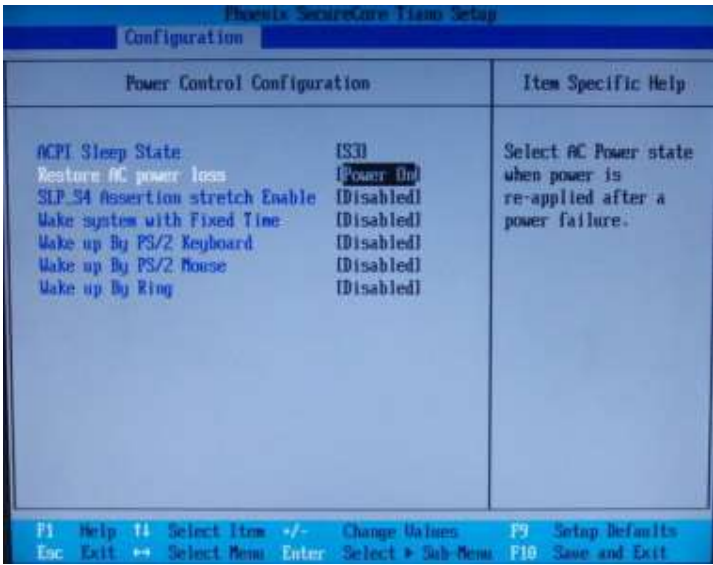 Phoenix SecureCore Tiano Setup
Configuration
Power Control Configuration
Item Specific Help
ACPI Sleep State [S3]
Restore AC power loss [Power On]
SLP_S4 Assertion stretch Enable [Disabled]
Wake system with Fixed Time [Disabled]
Wake up By PS/2 Keyboard [Disabled]
Wake up By PS/2 Mouse [Disabled]
Wake up By Ring [Disabled]
Select AC Power state
when power is
re-applied after a
power failure.
F1 Help ↑↓ Select Item +/- Change Values F9 Setup Defaults
Esc Exit ↔ Select Menu Enter Select ▶ Sub-Menu F10 Save and Exit